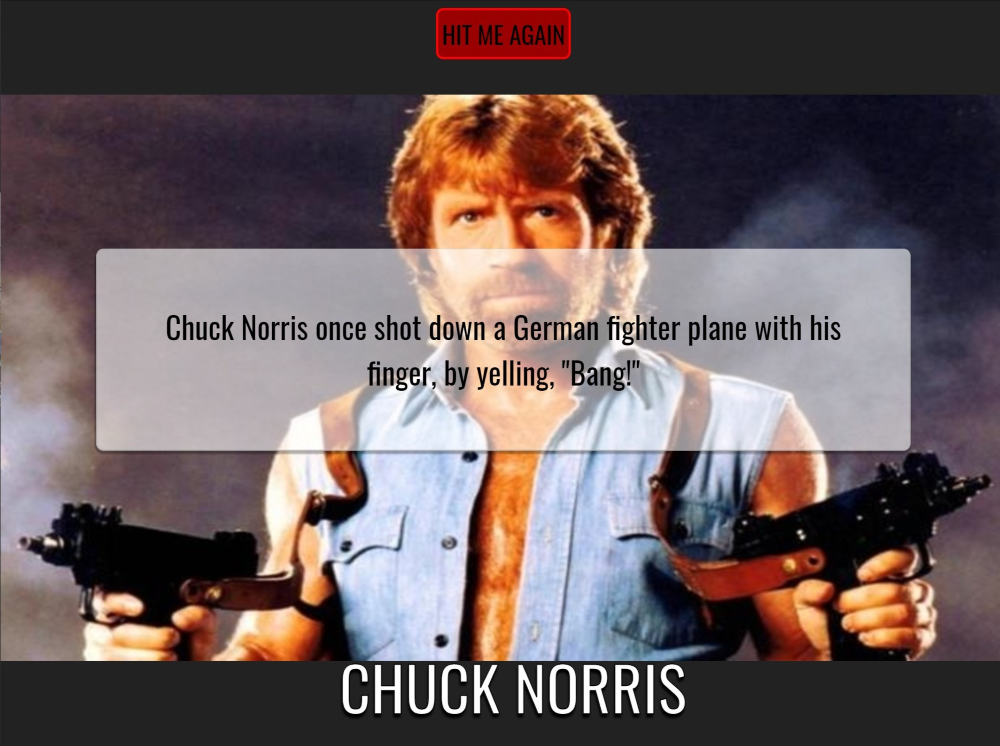 HIT ME AGAIN
Chuck Norris once shot down a German fighter plane with his
finger, by yelling, "Bang!"
CHUCK NORRIS